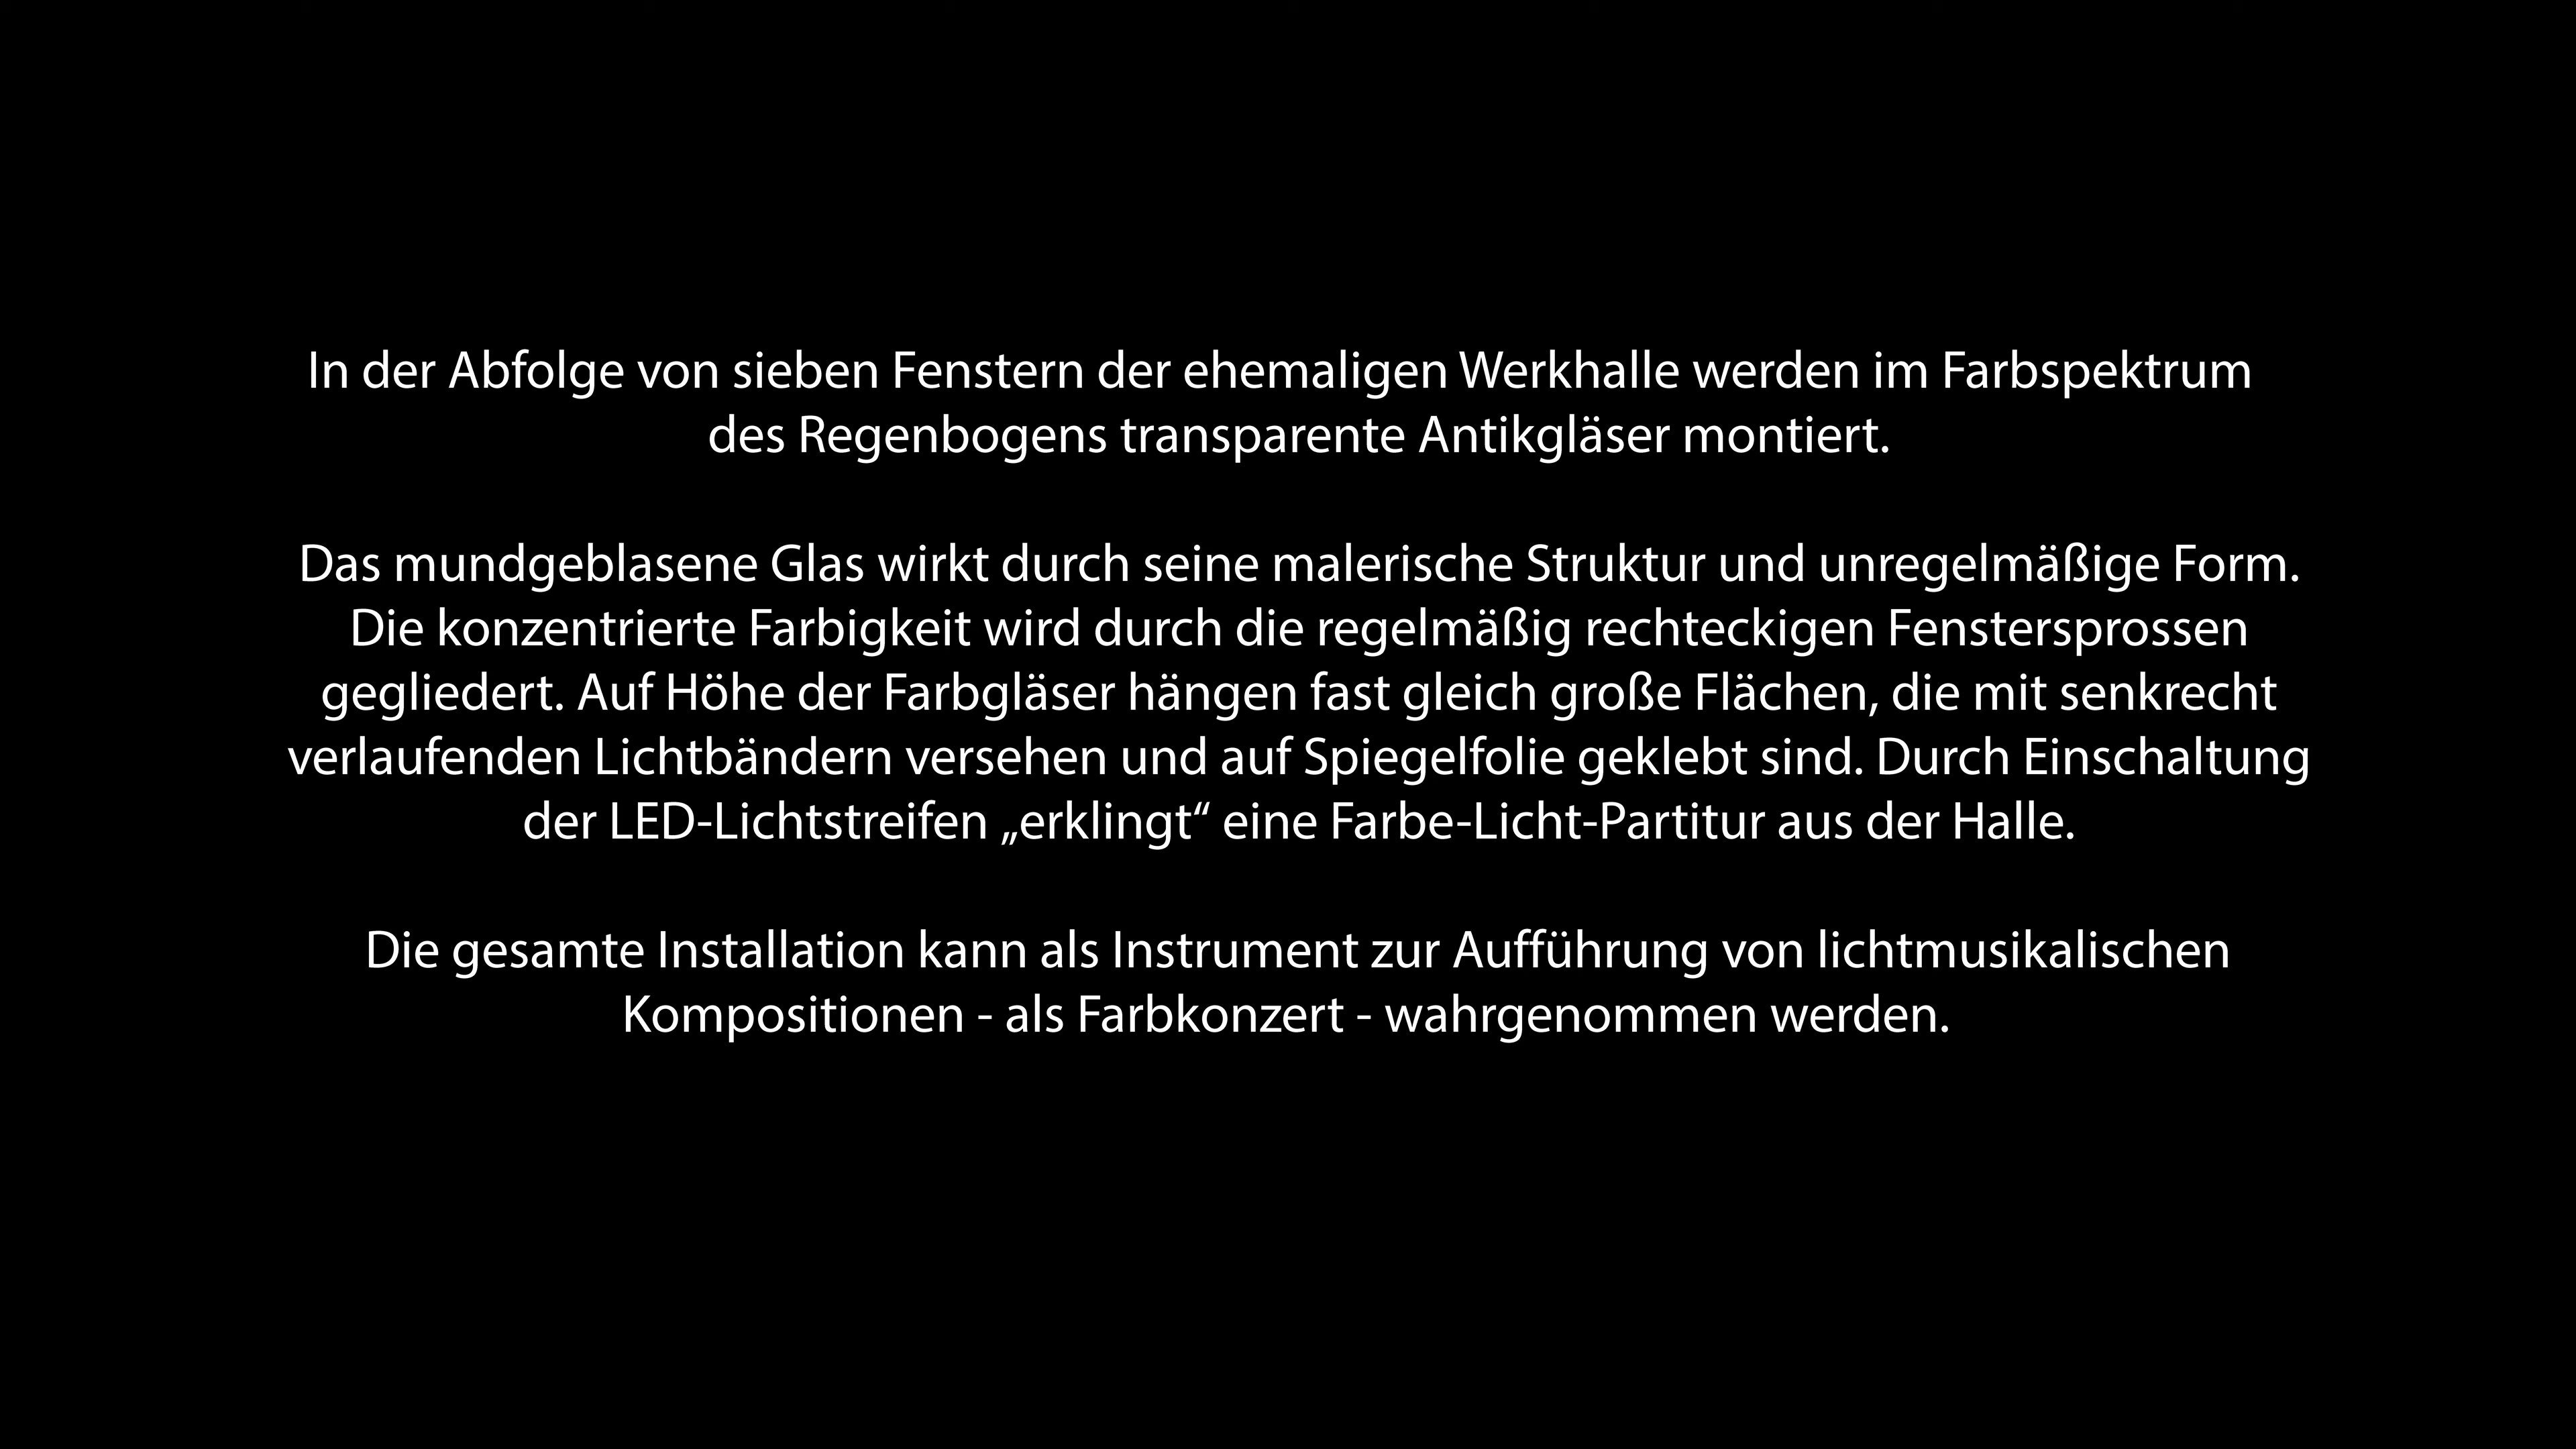 In der Abfolge von sieben Fenstern der ehemaligen Werkhalle werden im Farbspektrum
des Regenbogens transparente Antikgläser montiert.
Das mundgeblasene Glas wirkt durch seine malerische Struktur und unregelmäßige Form.
Die konzentrierte Farbigkeit wird durch die regelmäßig rechteckigen Fenstersprossen
gegliedert. Auf Höhe der Farbgläser hängen fast gleich große Flächen, die mit senkrecht
verlaufenden Lichtbändern versehen und auf Spiegelfolie geklebt sind. Durch Einschaltung
der LED-Lichtstreifen „erklingt“ eine Farbe-Licht-Partitur aus der Halle.
Die gesamte Installation kann als Instrument zur Aufführung von lichtmusikalischen
Kompositionen - als Farbkonzert - wahrgenommen werden.